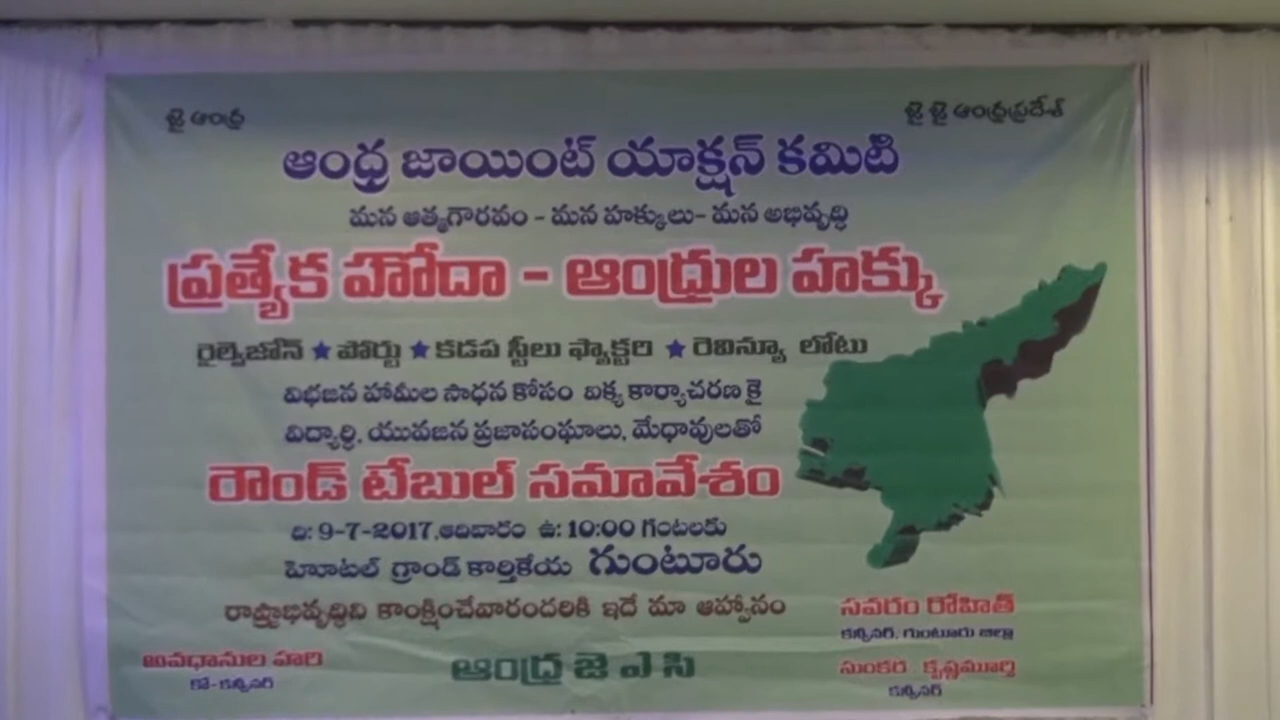 జై ఆంధ్ర
జై జై ఆంధ్రప్రదేశ్
ఆంధ్ర జాయింట్ యాక్షన్ కమిటి
మన ఆత్మగౌరవం - మన హక్కులు- మన అభివృద్ధి
ప్రత్యేక హోదా - ఆంధ్రుల హక్కు
రైల్వేజోన్ ★ పోర్టు ★ కడప స్టీలు ఫ్యాక్టరి ★ రెవిన్యూ లోటు
విభజన హామీల సాధన కోసం ఐక్య కార్యాచరణ కై
విద్యార్థి, యువజన ప్రజాసంఘాలు, మేధావులతో
రౌండ్ టేబుల్ సమావేశం
ది: 9-7-2017,ఆదివారం ఉ: 10:00 గంటలకు
హెూటల్ గ్రాండ్ కార్తికేయ గుంటూరు
రాష్ట్రాభివృద్ధిని కాంక్షించేవారందరికి ఇదే మా ఆహ్వానం
సవరం రోహిత్
కన్వీనర్, గుంటూరు జిల్లా
అవధానుల హరి
కో-కన్వీనర్
ఆంధ్ర జె ఎ సి
సుంకర కృష్ణమూర్తి
కన్వీనర్